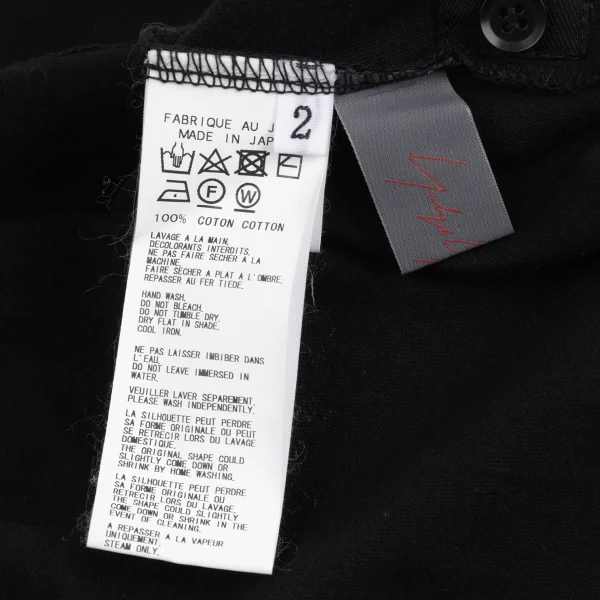 FABRIQUE AU J
MADE IN JAP
2
F
W
100% COTON COTTON
LAVAGE A LA MAIN.
DECOLORANTS INTERDITS.
NE PAS FAIRE SECHER A LA
MACHINE.
FAIRE SECHER A PLAT A L'OMBRE.
REPASSER AU FER TIEDE.
HAND WASH.
DO NOT BLEACH.
DO NOT TUMBLE DRY.
DRY FLAT IN SHADE.
COOL IRON.
NE PAS LAISSER IMBIBER DANS
L'EAU.
DO NOT LEAVE IMMERSED IN
WATER.
VEUILLER LAVER SEPAREMENT.
PLEASE WASH INDEPENDENTLY.
LA SILHOUETTE PEUT PERDRE
SA FORME ORIGINALE OU PEUT
SE RETRECIR LORS DU LAVAGE
DOMESTIQUE.
THE ORIGINAL SHAPE COULD
SLIGHTLY COME DOWN OR
SHRINK BY HOME WASHING.
LA SILHOUETTE PEUT PERDRE
SA FORME ORIGINALE OU
RETRECIR LORS DU LAVAGE.
THE SHAPE COULD SLIGHTLY
COME DOWN OR SHRINK IN THE
EVENT OF CLEANING.
A REPASSER A LA VAPEUR
UNIQUEMENT.
STEAM ONLY.